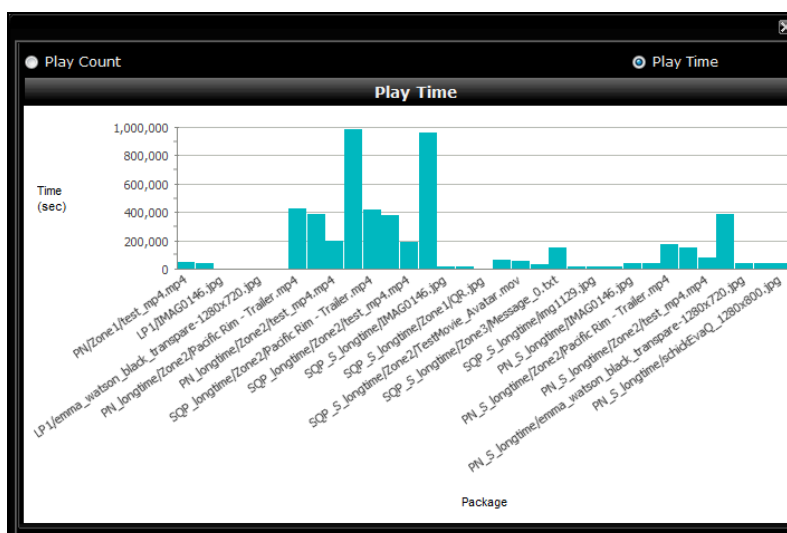 Play Count
Play Time
Play Time
1,000,000
800,000
600,000
400,000
200,000
0
Time
(sec)
PN/Zone1/test_mp4.mp4
LP1/IMAG0146.jpg
LP1/emma_watson_black_transpare-1280x720.jpg
PN_longtime/Zone2/Pacific Rim - Trailer.mp4
PN_longtime/Zone2/test_mp4.mp4
SQP_longtime/Zone2/Pacific Rim - Trailer.mp4
SQP_longtime/Zone2/test_mp4.mp4
SQP_S_longtime/IMAG0146.jpg
SQP_S_longtime/Zone1/QR.jpg
SQP_S_longtime/Zone2/TestMovie_Avatar.mov
SQP_S_longtime/Zone3/Message_0.txt
SQP_S_longtime/img1129.jpg
PN_S_longtime/IMAG0146.jpg
PN_S_longtime/Zone2/Pacific Rim - Trailer.mp4
PN_S_longtime/Zone2/test_mp4.mp4
PN_S_longtime/emma_watson_black_transpare-1280x720.jpg
PN_S_longtime/schickEvaQ_1280x800.jpg
Package